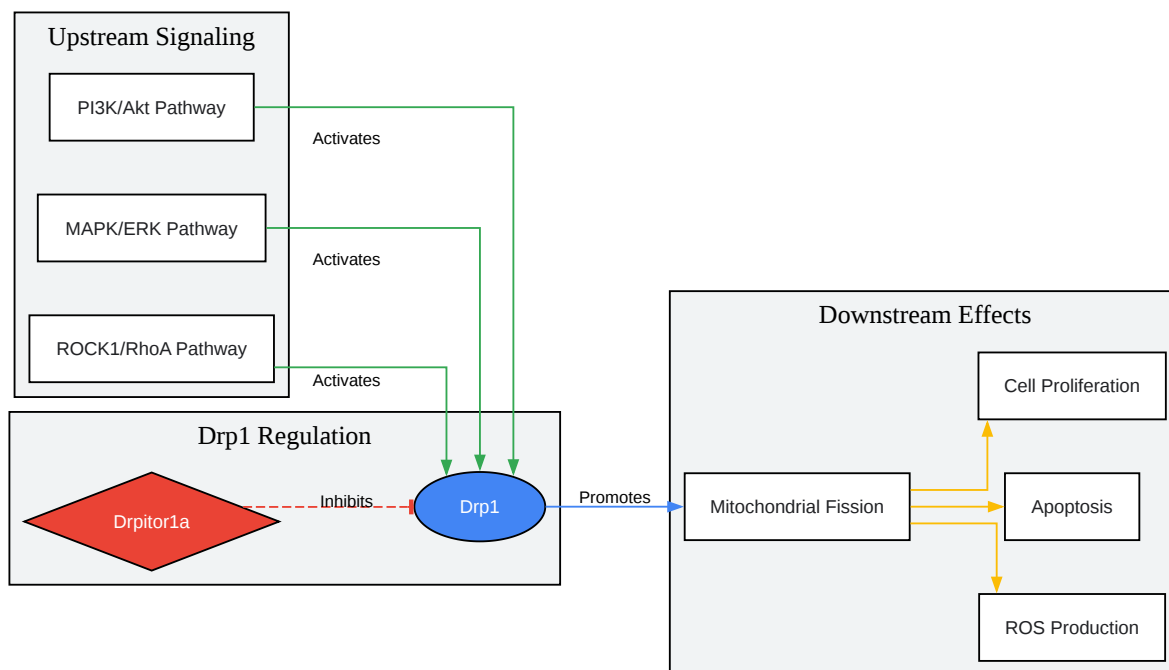 Upstream Signaling
PI3K/Akt Pathway
Activates
MAPK/ERK Pathway
Activates
ROCK1/RhoA Pathway
Activates
Drp1 Regulation
Drpitor1a
Inhibits
Drp1
Promotes
Downstream Effects
Mitochondrial Fission
Cell Proliferation
Apoptosis
ROS Production